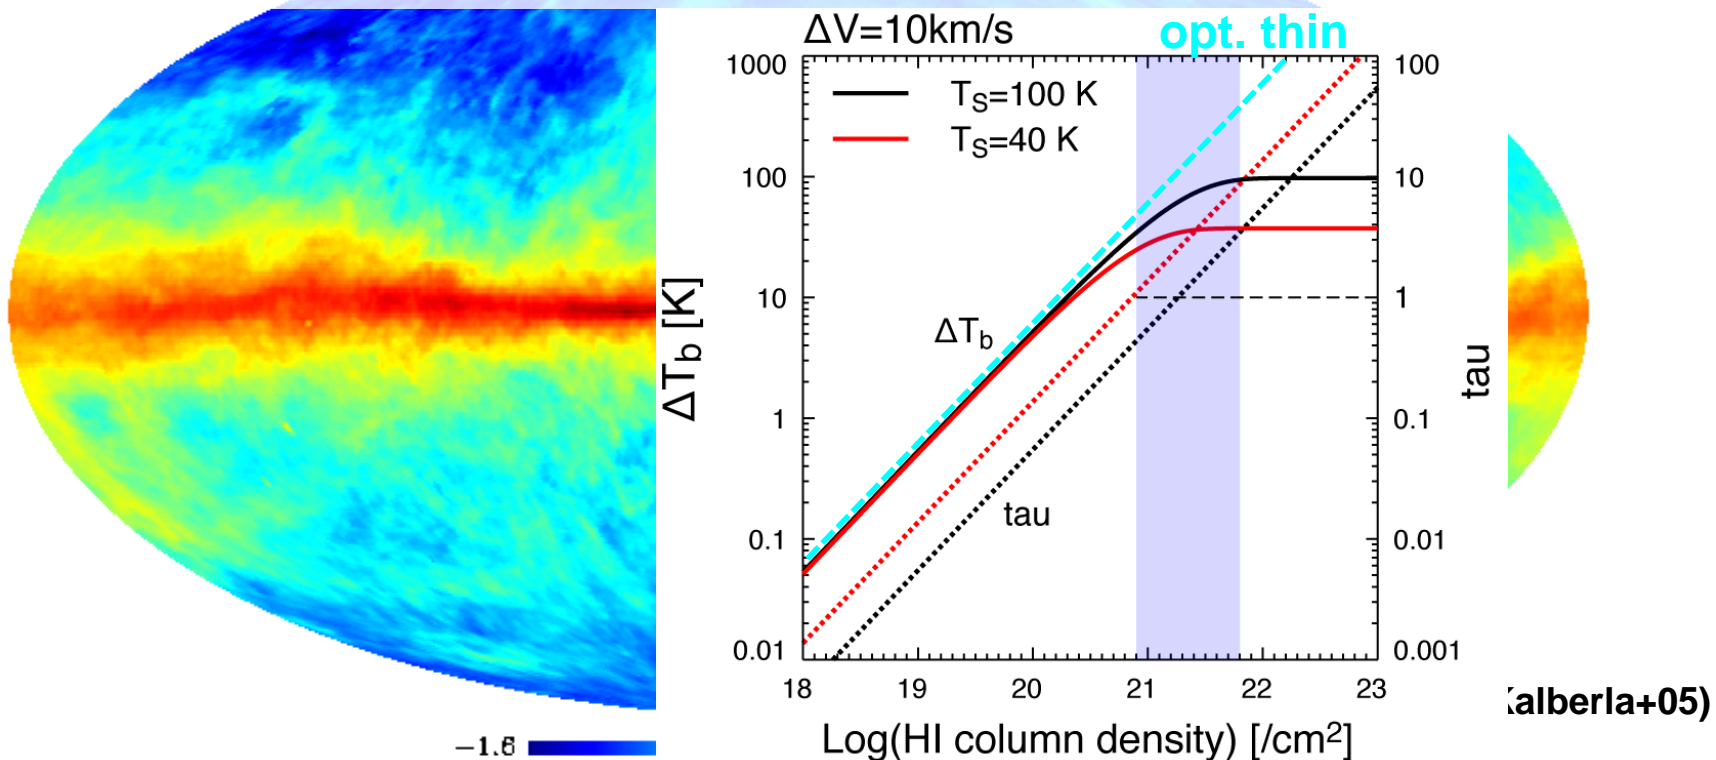 ΔV=10km/s
opt. thin
1000
100
10
1
0.1
0.01
100
10
1
0.1
0.01
0.001
T_S=100 K
T_S=40 K
ΔT_b
tau
ΔT_b [K]
tau
18 19 20 21 22 23
Log(HI column density) [/cm²]
−1.6
alberla+05)